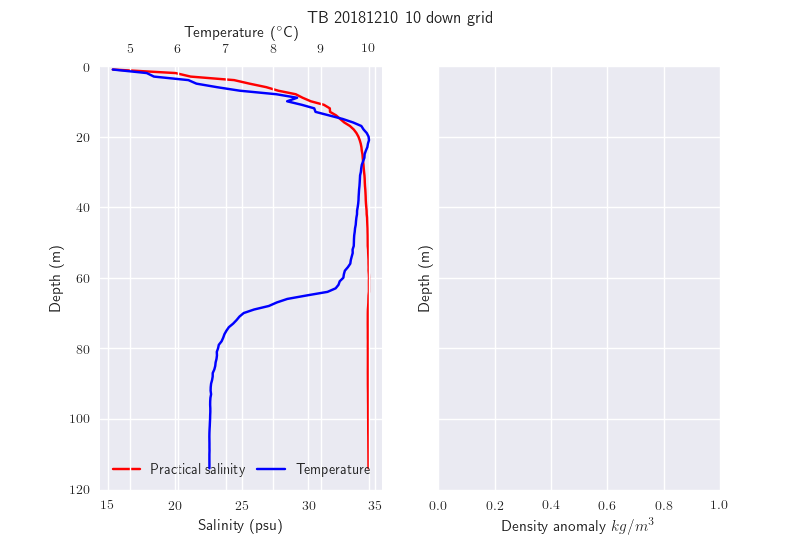 TB 20181210 10 down grid
Temperature (°C)
5 6 7 8 9 10
0
20
40
60
80
100
120
Depth (m)
Practical salinity
Temperature
15 20 25 30 35
Salinity (psu)
Depth (m)
0.0 0.2 0.4 0.6 0.8 1.0
Density anomaly kg/m³